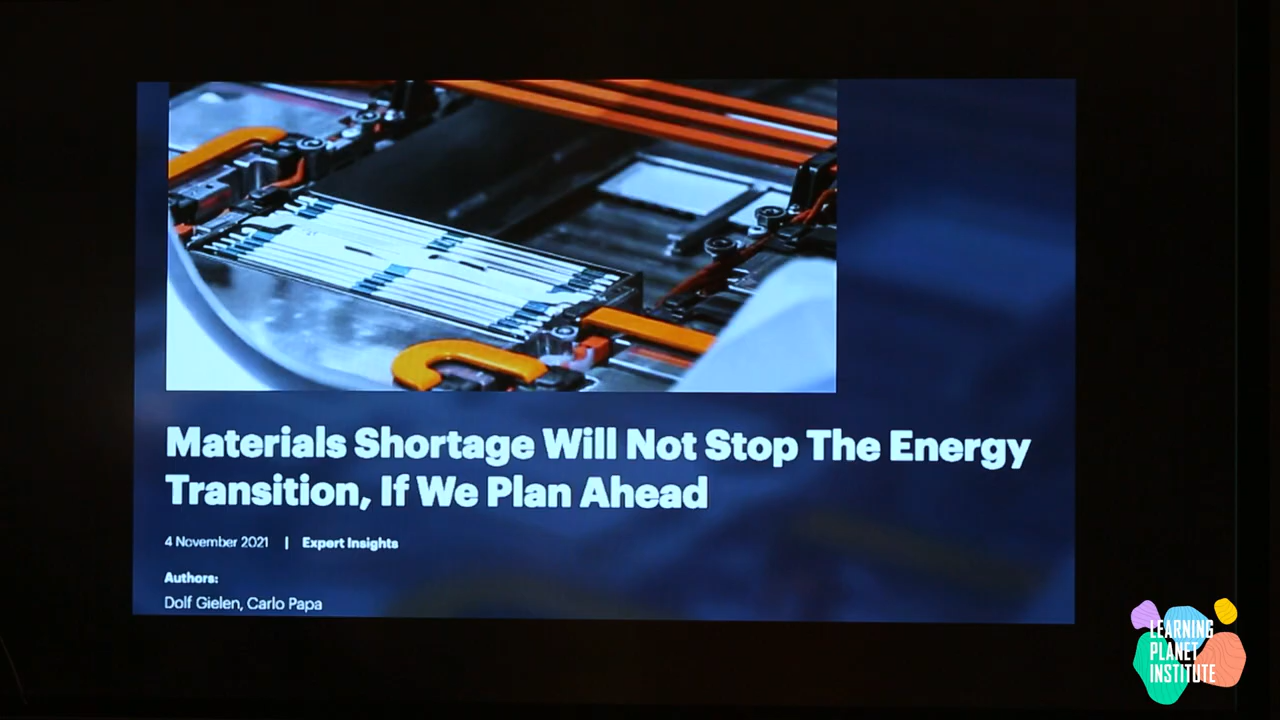 Materials Shortage Will Not Stop The Energy
Transition, If We Plan Ahead
4 November 2021 | Expert Insights
Authors:
Dolf Gielen, Carlo Papa
LEARNING
PLANET
INSTITUTE